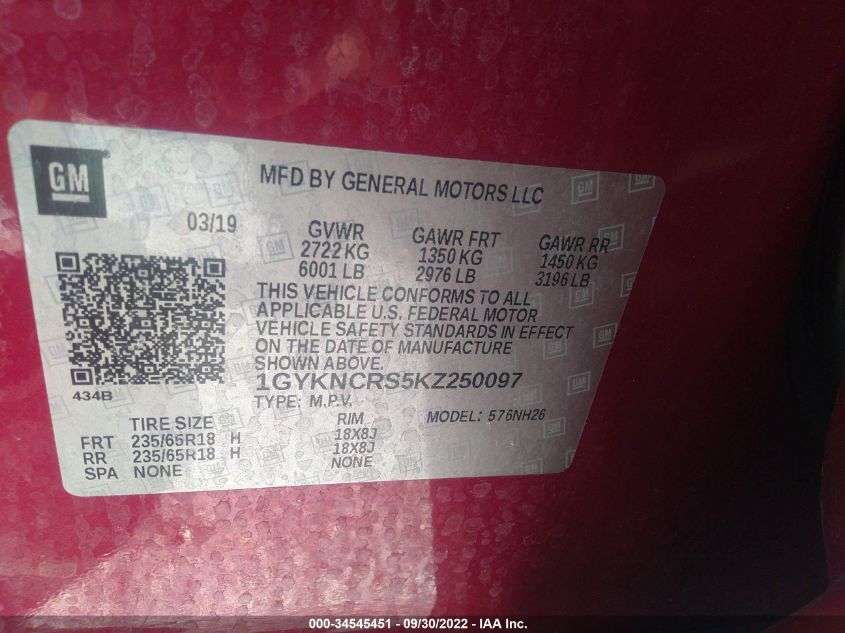 GM
MFD BY GENERAL MOTORS LLC
03/19
GVWR GAWR FRT GAWR RR
2722 KG 1350 KG 1450 KG
6001 LB 2976 LB 3196 LB
THIS VEHICLE CONFORMS TO ALL
APPLICABLE U.S. FEDERAL MOTOR
VEHICLE SAFETY STANDARDS IN EFFECT
ON THE DATE OF MANUFACTURE
SHOWN ABOVE.
1GYKNCRS5KZ250097
434B
TYPE: M.P.V. MODEL: 576NH26
TIRE SIZE RIM
FRT 235/65R18 H 18X8J
RR 235/65R18 H 18X8J
SPA NONE NONE
000-34545451 - 09/30/2022 - IAA Inc.